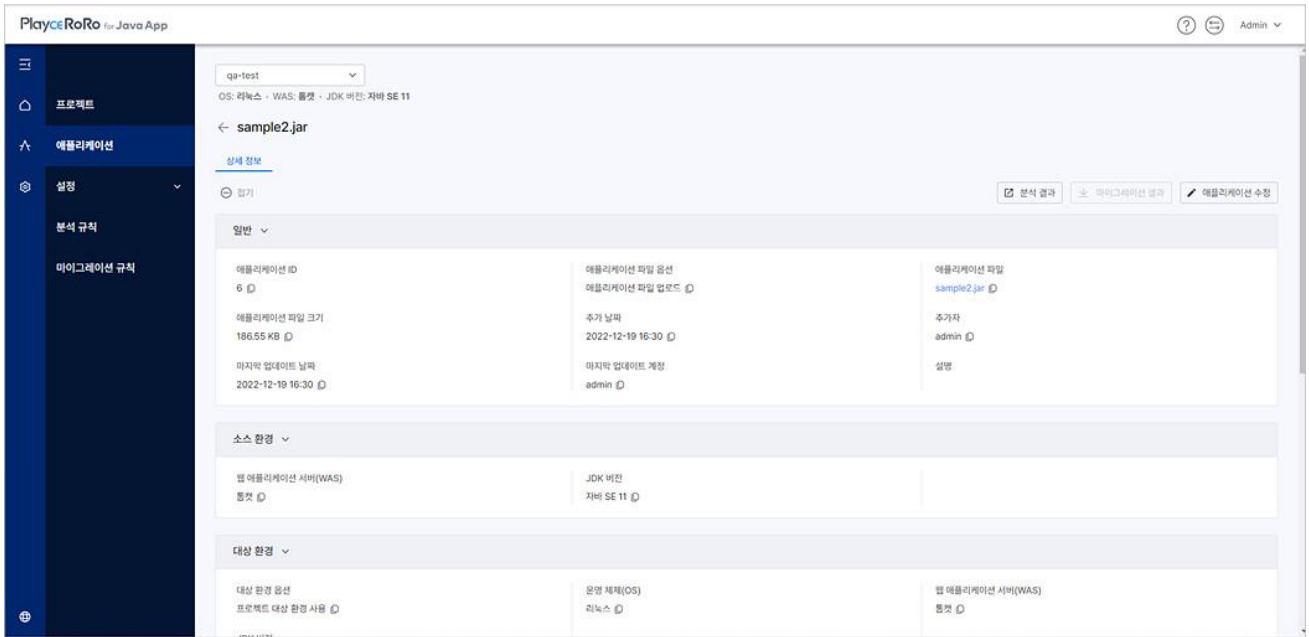 PlayceRoRo for Java App
Admin
프로젝트
애플리케이션
설정
분석 규칙
마이그레이션 규칙
qa-test
OS: 리눅스 · WAS: 톰캣 · JDK 버전: 자바 SE 11
← sample2.jar
상세 정보
접기
분석 결과
마이그레이션 결과
애플리케이션 수정
일반
애플리케이션 ID
6
애플리케이션 파일 옵션
애플리케이션 파일 업로드
애플리케이션 파일
sample2.jar
애플리케이션 파일 크기
186.55 KB
추가 날짜
2022-12-19 16:30
추가자
admin
마지막 업데이트 날짜
2022-12-19 16:30
마지막 업데이트 계정
admin
설명
소스 환경
웹 애플리케이션 서버(WAS)
톰캣
JDK 버전
자바 SE 11
대상 환경
대상 환경 옵션
프로젝트 대상 환경 사용
운영 체제(OS)
리눅스
웹 애플리케이션 서버(WAS)
톰캣